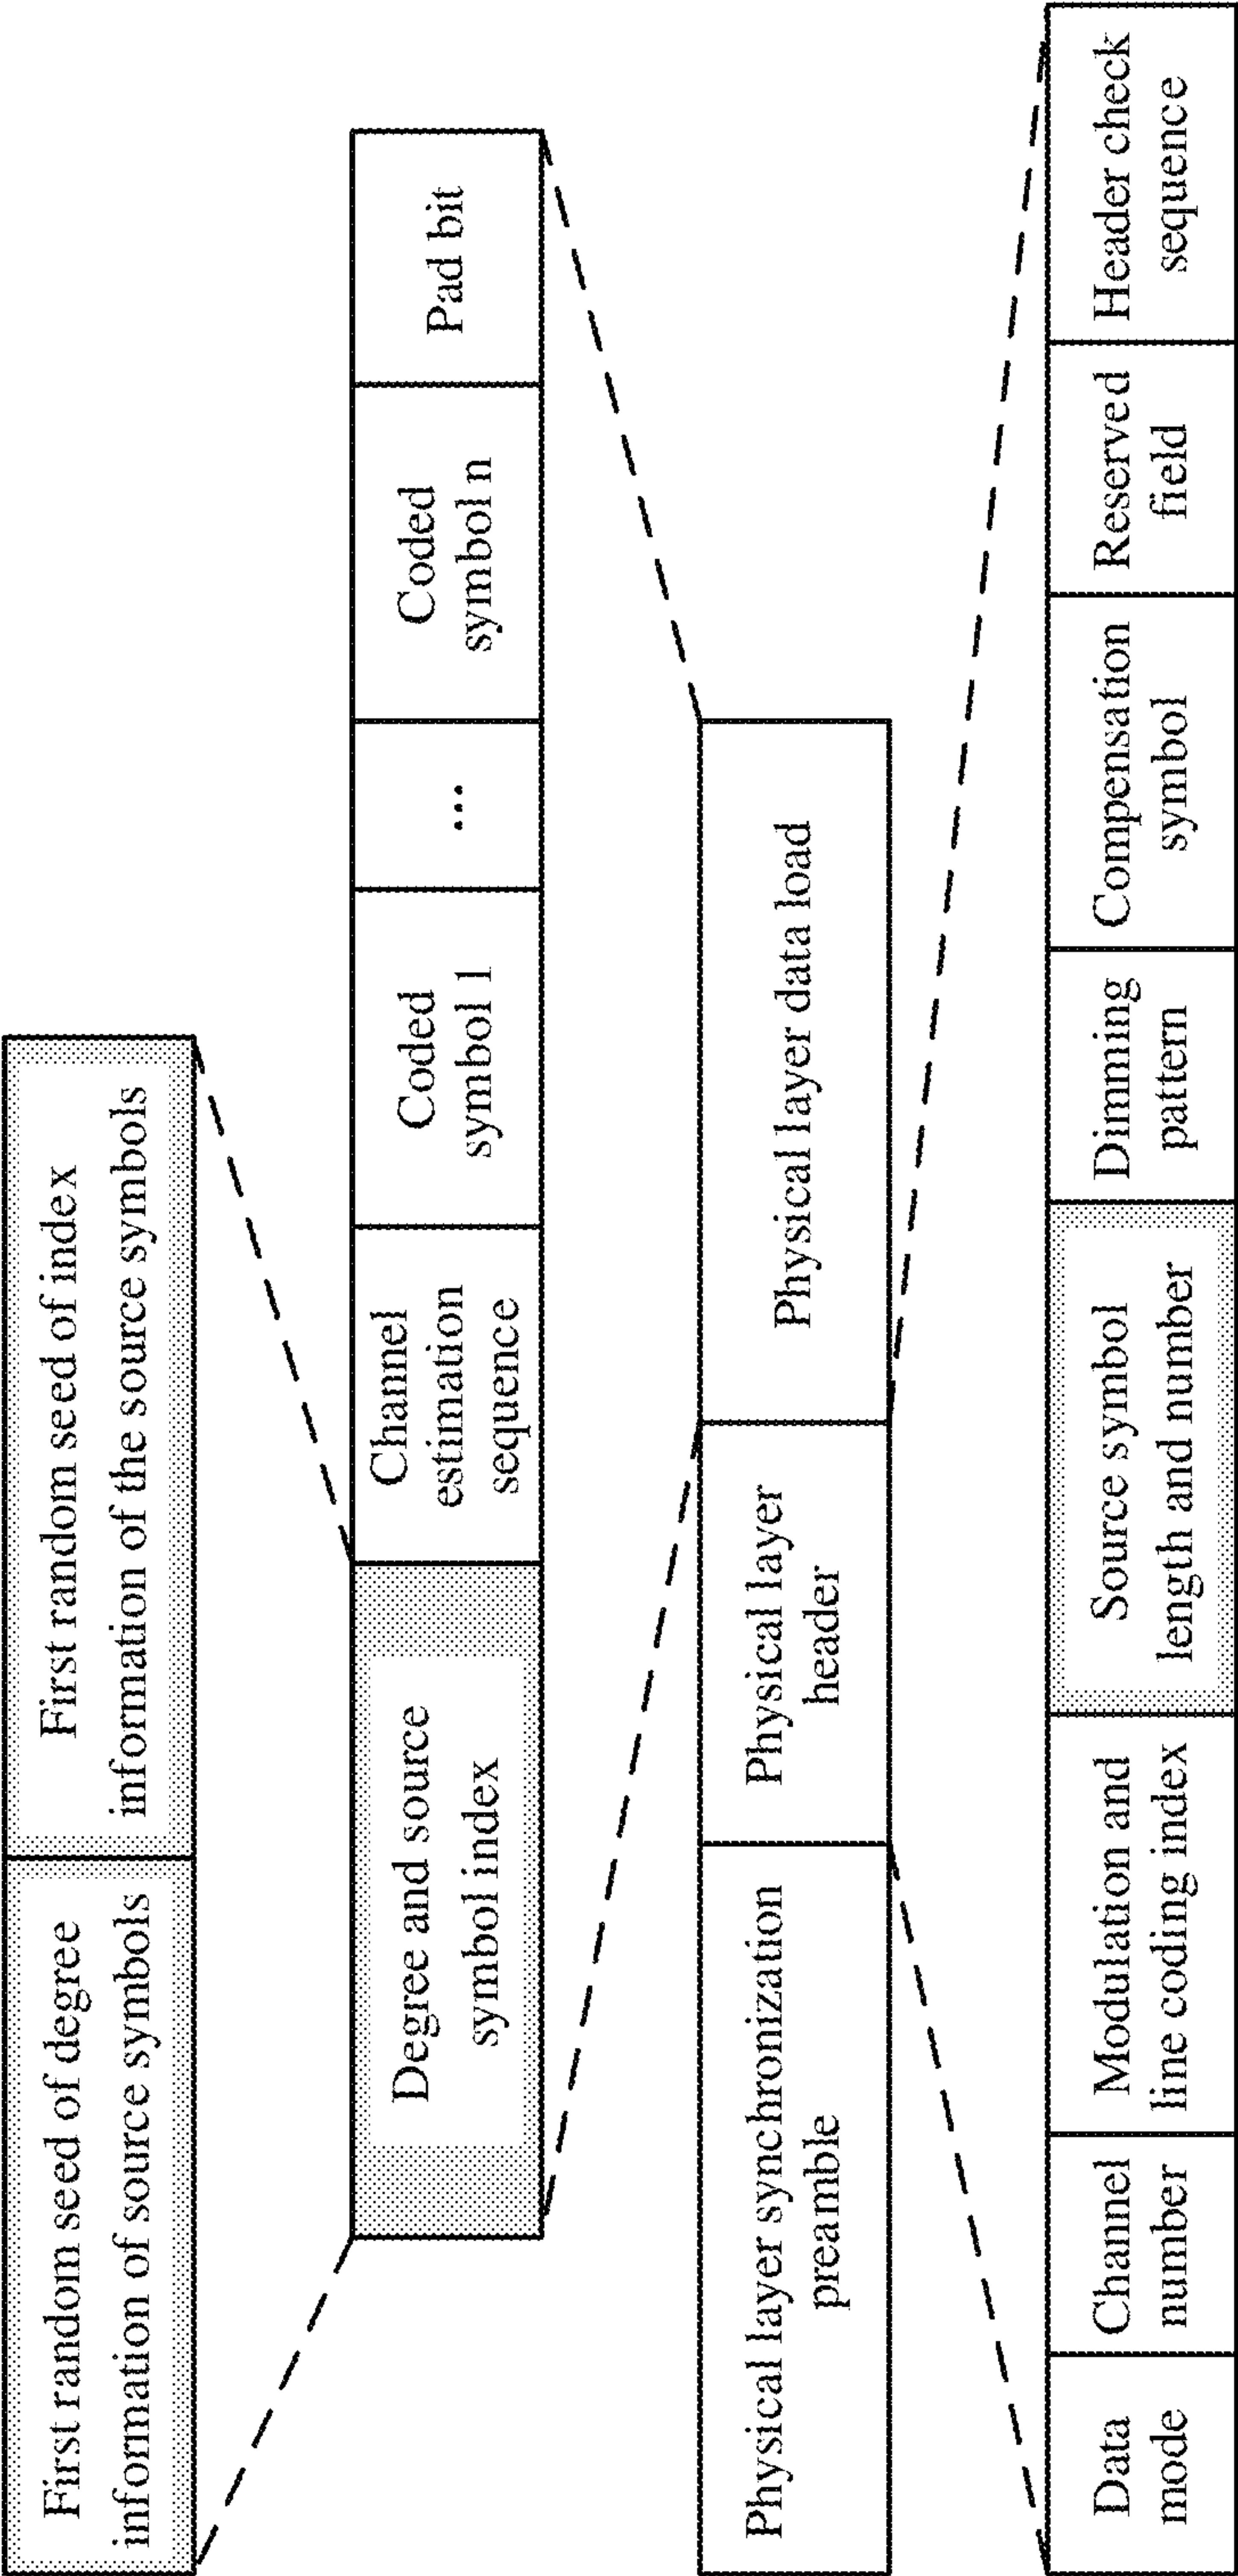 First random seed of degree
information of source symbols
First random seed of index
information of the source symbols
Degree and source
symbol index
Channel
estimation
sequence
Coded
symbol 1
...
Coded
symbol n
Pad bit
Physical layer synchronization
preamble
Physical layer
header
Physical layer data load
Data
mode
Channel
number
Modulation and
line coding index
Source symbol
length and number
Dimming
pattern
Compensation
symbol
Reserved
field
Header check
sequence